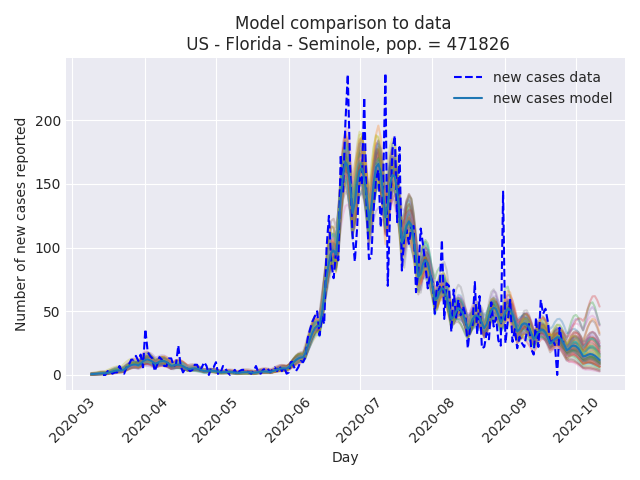 Model comparison to data
US - Florida - Seminole, pop. = 471826
new cases data
new cases model
Number of new cases reported
200
150
100
50
0
2020-03
2020-04
2020-05
2020-06
2020-07
2020-08
2020-09
2020-10
Day